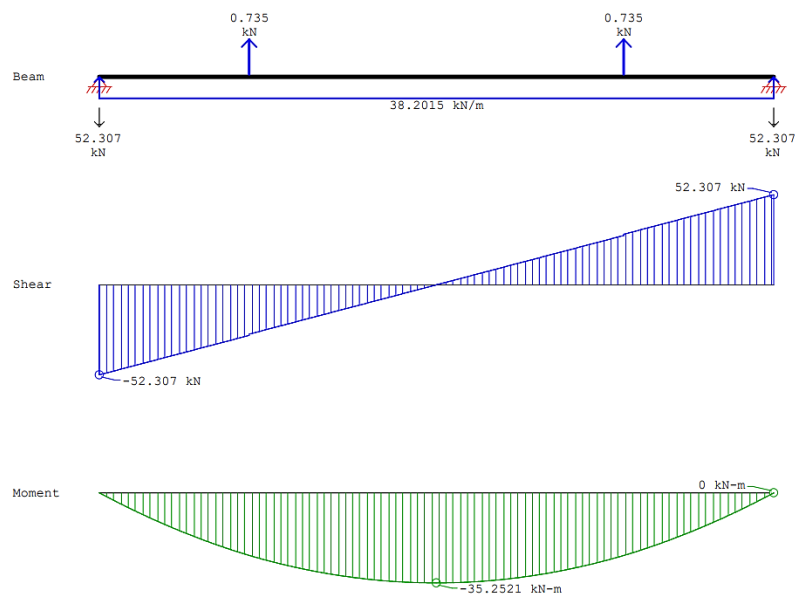 0.735
kN
0.735
kN
Beam
38.2015 kN/m
52.307
kN
52.307
kN
52.307 kN
Shear
-52.307 kN
0 kN-m
Moment
-35.2521 kN-m